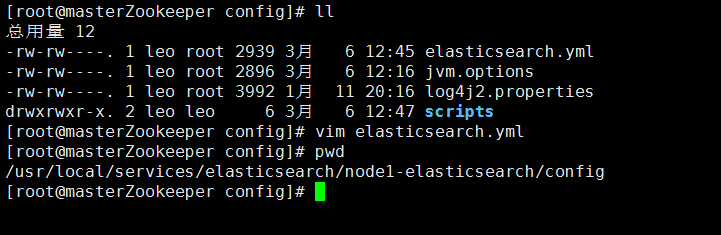 [root@masterZookeeper config]# ll
总用量 12
-rw-rw----. 1 leo root 2939 3月   6 12:45 elasticsearch.yml
-rw-rw----. 1 leo root 2896 3月   6 12:16 jvm.options
-rw-rw----. 1 leo root 3992 1月  11 20:16 log4j2.properties
drwxrwxr-x. 2 leo leo     6 3月   6 12:47 scripts
[root@masterZookeeper config]# vim elasticsearch.yml
[root@masterZookeeper config]# pwd
/usr/local/services/elasticsearch/node1-elasticsearch/config
[root@masterZookeeper config]#